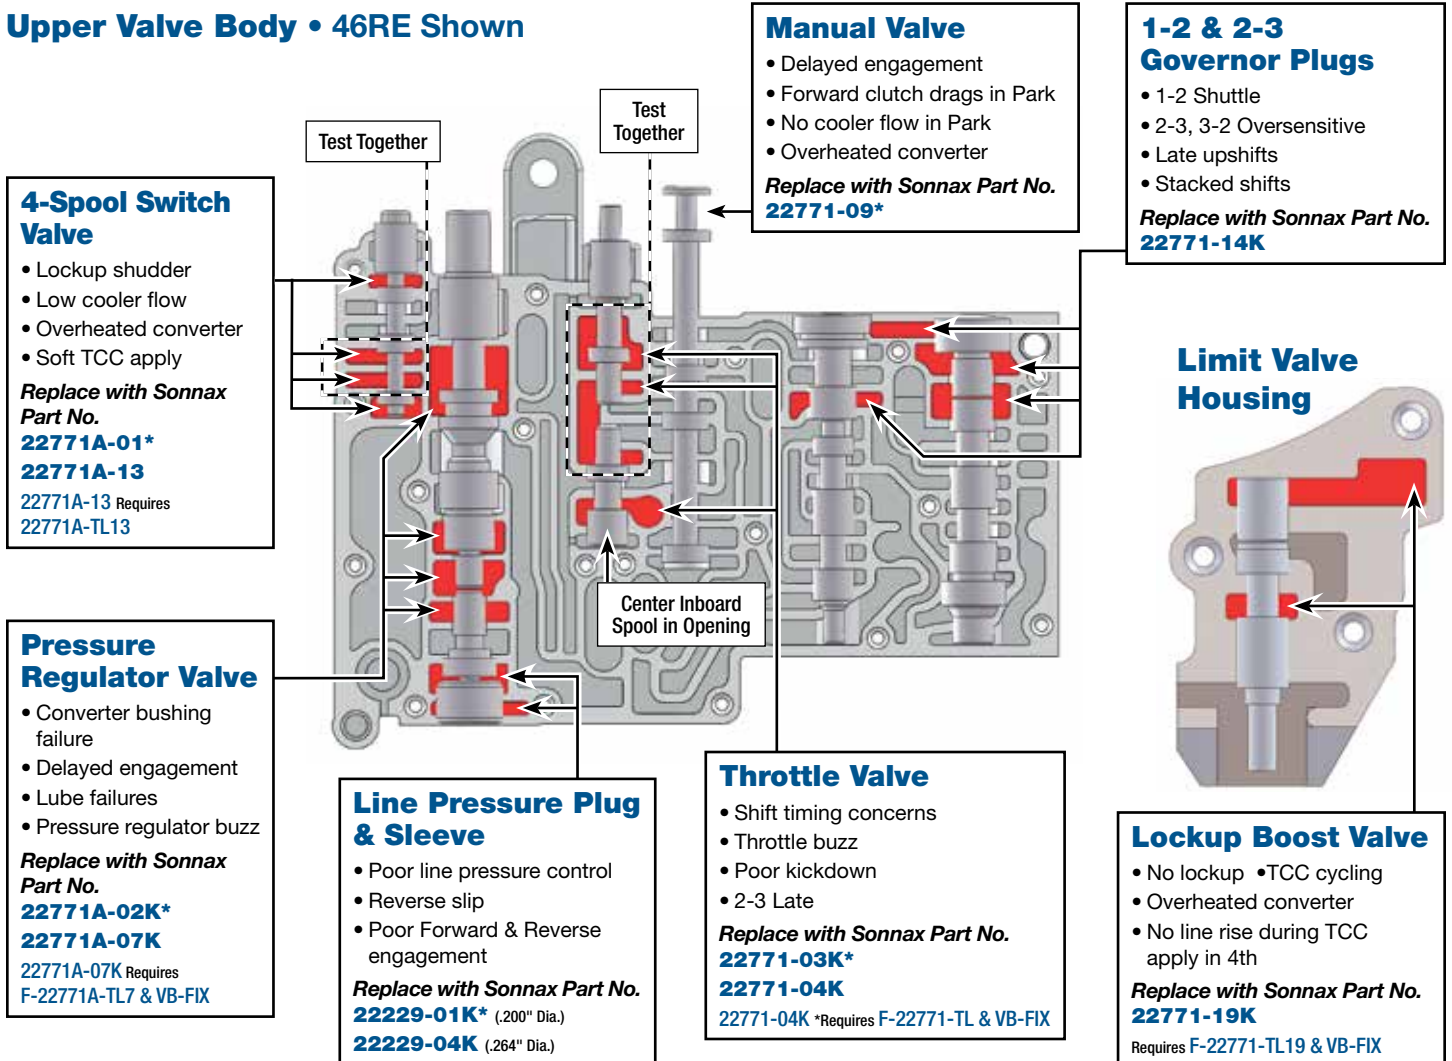 Upper Valve Body • 46RE Shown
Test Together
Test
Together
Manual Valve
• Delayed engagement
• Forward clutch drags in Park
• No cooler flow in Park
• Overheated converter
Replace with Sonnax Part No.
22771-09*
1-2 & 2-3
Governor Plugs
• 1-2 Shuttle
• 2-3, 3-2 Oversensitive
• Late upshifts
• Stacked shifts
Replace with Sonnax Part No.
22771-14K
4-Spool Switch
Valve
• Lockup shudder
• Low cooler flow
• Overheated converter
• Soft TCC apply
Replace with Sonnax
Part No.
22771A-01*
22771A-13
22771A-13 Requires
22771A-TL13
Limit Valve
Housing
Center Inboard
Spool in Opening
Pressure
Regulator Valve
• Converter bushing
failure
• Delayed engagement
• Lube failures
• Pressure regulator buzz
Replace with Sonnax
Part No.
22771A-02K*
22771A-07K
22771A-07K Requires
F-22771A-TL7 & VB-FIX
Line Pressure Plug
& Sleeve
• Poor line pressure control
• Reverse slip
• Poor Forward & Reverse
engagement
Replace with Sonnax Part No.
22229-01K* (.200" Dia.)
22229-04K (.264" Dia.)
Throttle Valve
• Shift timing concerns
• Throttle buzz
• Poor kickdown
• 2-3 Late
Replace with Sonnax Part No.
22771-03K*
22771-04K
22771-04K *Requires F-22771-TL & VB-FIX
Lockup Boost Valve
• No lockup •TCC cycling
• Overheated converter
• No line rise during TCC
apply in 4th
Replace with Sonnax Part No.
22771-19K
Requires F-22771-TL19 & VB-FIX